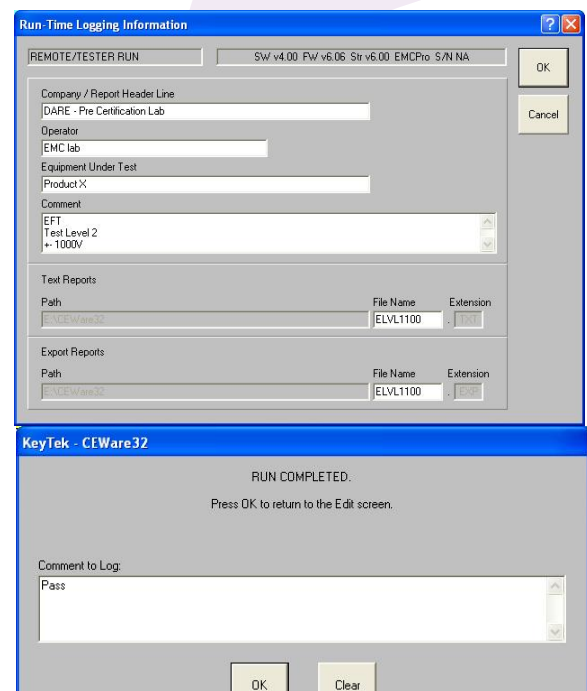 Run-Time Logging Information
REMOTE/TESTER RUN SW v4.00 FW v6.06 Str v6.00 EMCPro S/N NA
OK
Cancel
Company / Report Header Line
DARE - Pre Certification Lab
Operator
EMC lab
Equipment Under Test
Product X
Comment
EFT
Test Level 2
+- 1000V
Text Reports
Path File Name Extension
E:\CEWare32 ELVL1100 . TXT
Export Reports
Path File Name Extension
E:\CEWare32 ELVL1100 . EXP
KeyTek - CEWare32
RUN COMPLETED.
Press OK to return to the Edit screen.
Comment to Log:
Pass
OK Clear